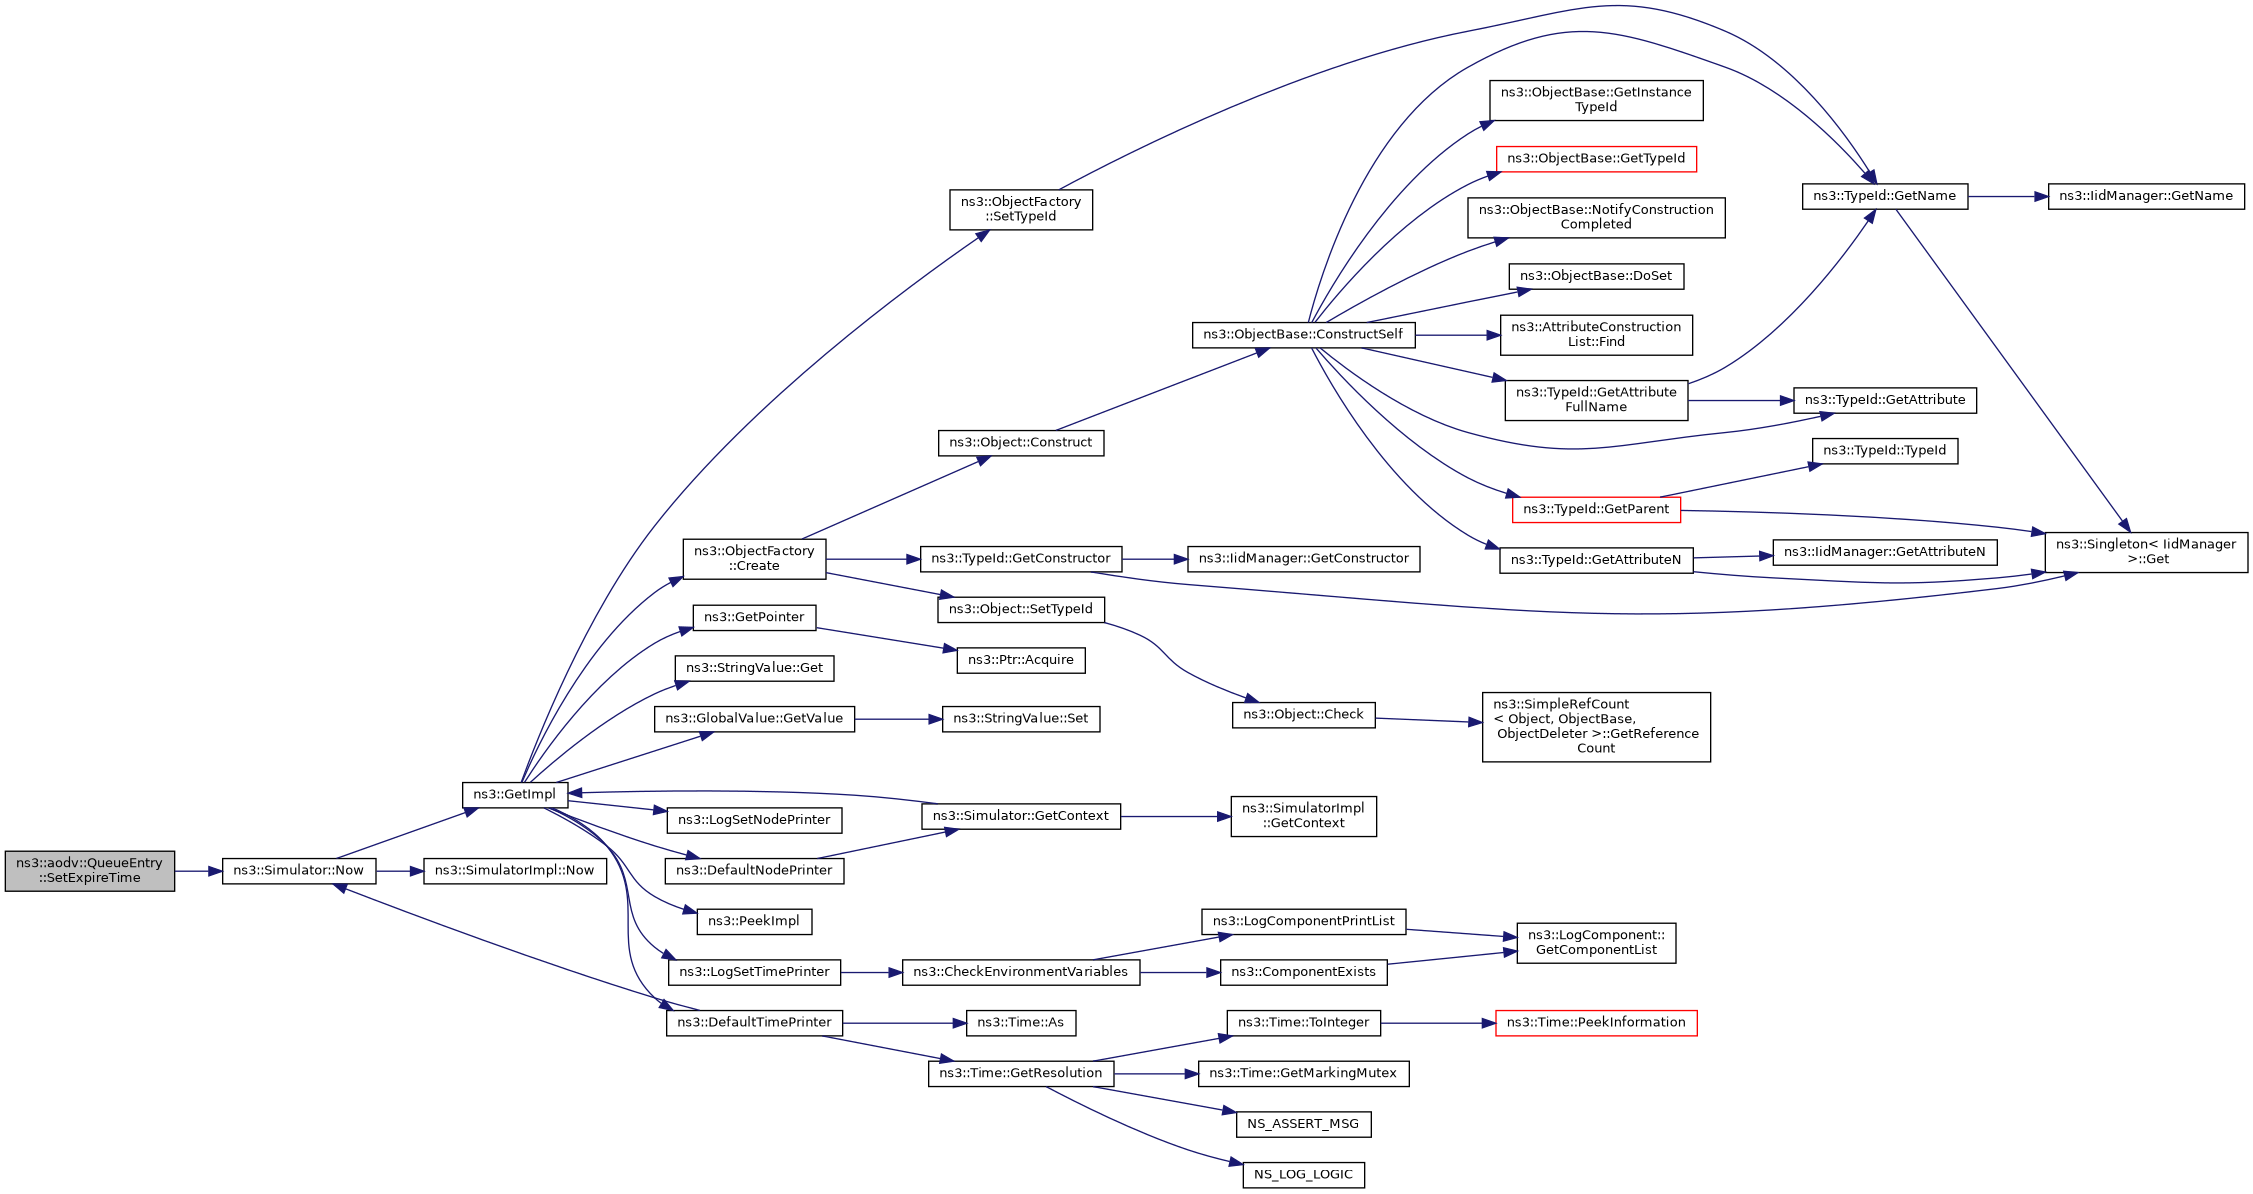 ns3::aodv::QueueEntry
::SetExpireTime
ns3::Simulator::Now
ns3::GetImpl
ns3::SimulatorImpl::Now
ns3::ObjectFactory
::SetTypeId
ns3::ObjectFactory
::Create
ns3::GetPointer
ns3::StringValue::Get
ns3::GlobalValue::GetValue
ns3::LogSetNodePrinter
ns3::DefaultNodePrinter
ns3::PeekImpl
ns3::LogSetTimePrinter
ns3::DefaultTimePrinter
ns3::Object::Construct
ns3::TypeId::GetConstructor
ns3::Object::SetTypeId
ns3::Ptr::Acquire
ns3::StringValue::Set
ns3::Simulator::GetContext
ns3::CheckEnvironmentVariables
ns3::Time::As
ns3::Time::GetResolution
ns3::ObjectBase::ConstructSelf
ns3::IidManager::GetConstructor
ns3::Object::Check
ns3::SimulatorImpl
::GetContext
ns3::LogComponentPrintList
ns3::ComponentExists
ns3::Time::ToInteger
ns3::Time::GetMarkingMutex
NS_ASSERT_MSG
NS_LOG_LOGIC
ns3::ObjectBase::GetInstance
TypeId
ns3::ObjectBase::GetTypeId
ns3::ObjectBase::NotifyConstruction
Completed
ns3::ObjectBase::DoSet
ns3::AttributeConstruction
List::Find
ns3::TypeId::GetAttribute
FullName
ns3::TypeId::GetParent
ns3::TypeId::GetAttributeN
ns3::SimpleRefCount
< Object, ObjectBase,
ObjectDeleter >::GetReference
Count
ns3::LogComponent::
GetComponentList
ns3::Time::PeekInformation
ns3::TypeId::GetName
ns3::TypeId::GetAttribute
ns3::TypeId::TypeId
ns3::IidManager::GetAttributeN
ns3::IidManager::GetName
ns3::Singleton< IidManager
>::Get